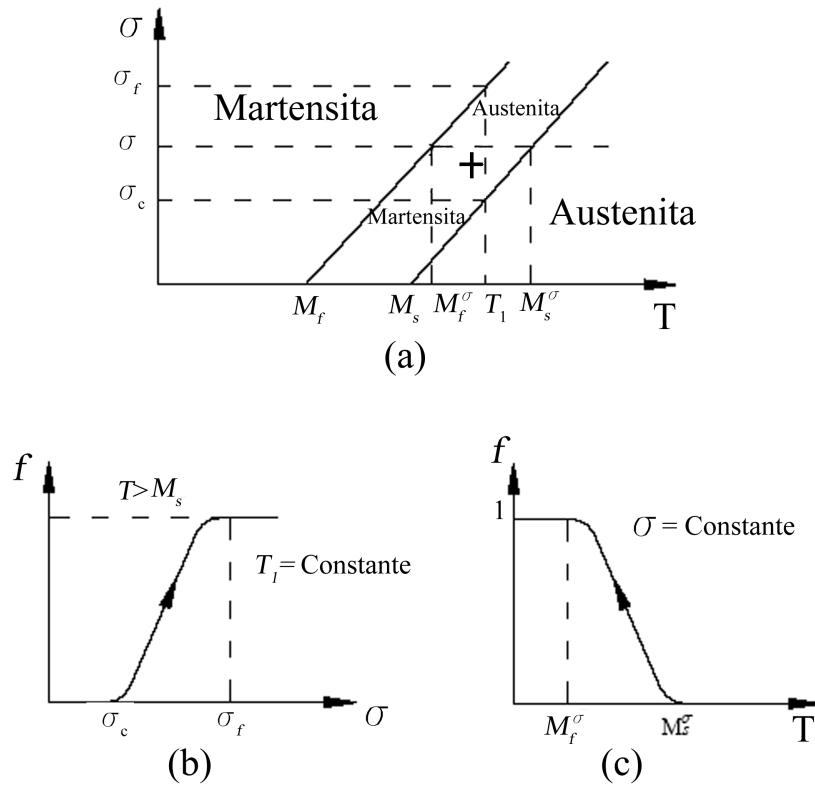 σ
σf
Martensita
Austenita
σ
+
σc
Martensita
Austenita
Mf Ms Mfσ T1 Msσ T
(a)
f
T>Ms
T1= Constante
σc σf σ
(b)
f
1
σ = Constante
Mfσ Msσ T
(c)